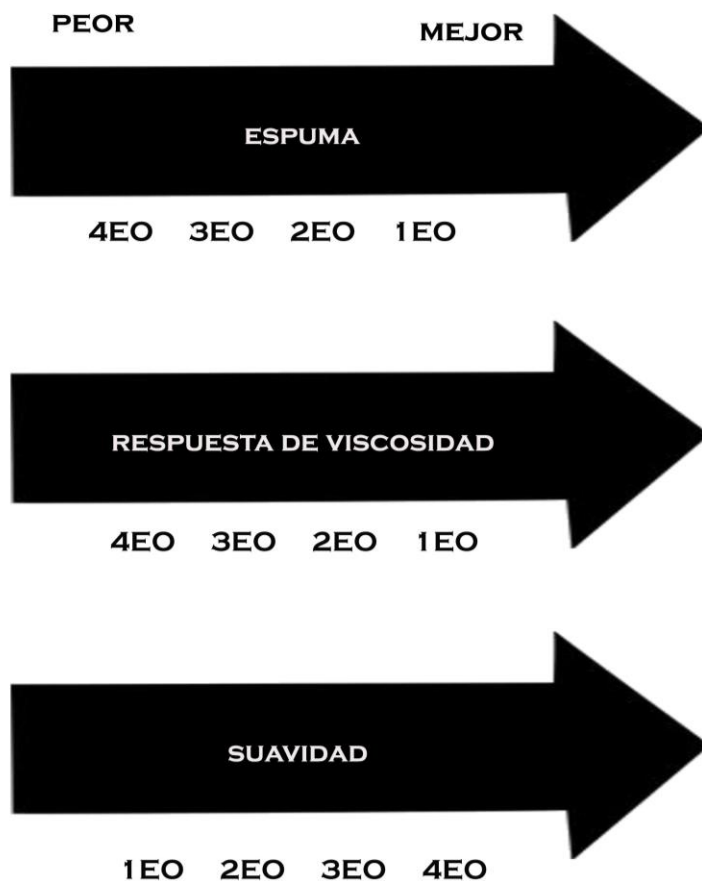 PEOR MEJOR
ESPUMA
4EO 3EO 2EO 1EO
RESPUESTA DE VISCOSIDAD
4EO 3EO 2EO 1EO
SUAVIDAD
1EO 2EO 3EO 4EO